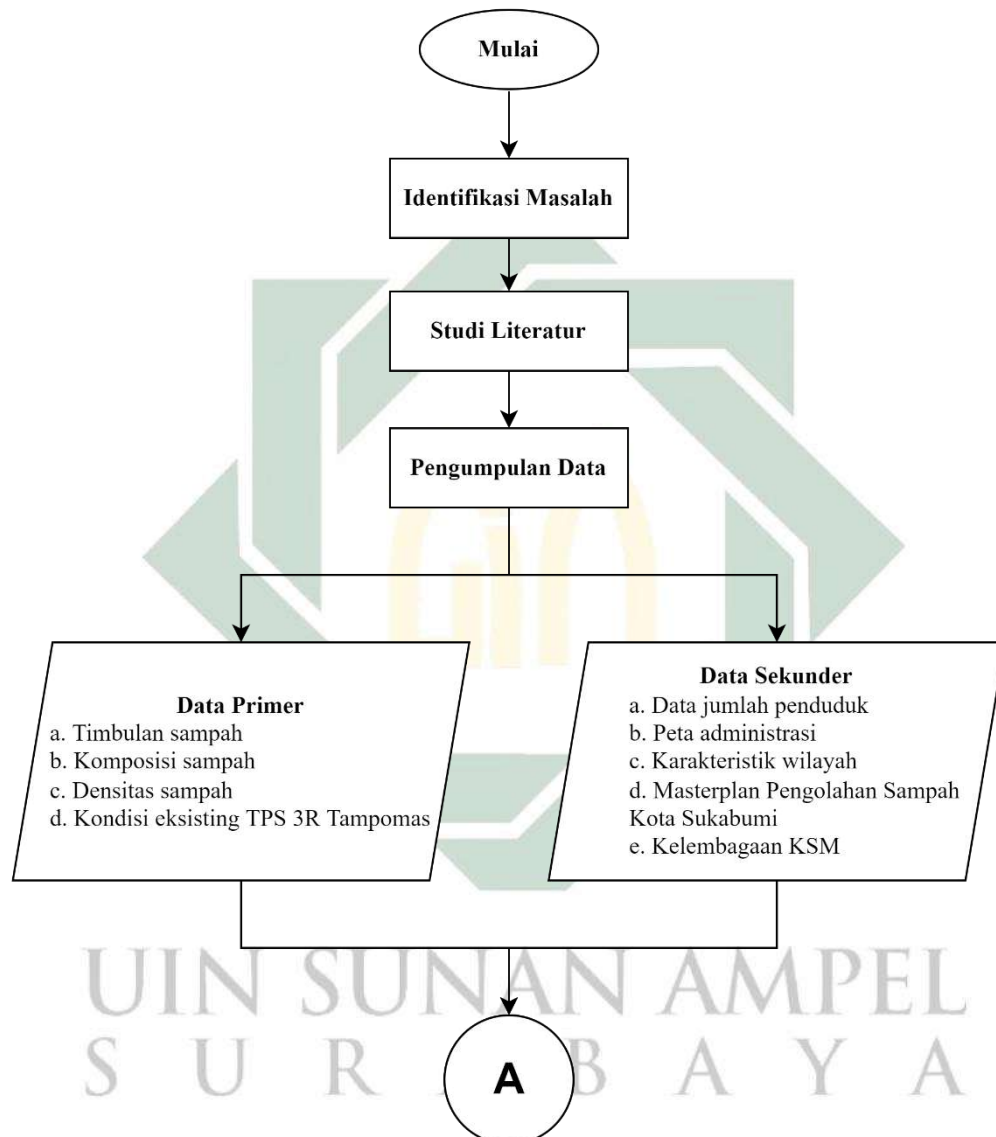 Mulai
Identifikasi Masalah
Studi Literatur
Pengumpulan Data
Data Primer
a. Timbulan sampah
b. Komposisi sampah
c. Densitas sampah
d. Kondisi eksisting TPS 3R Tampomas
Data Sekunder
a. Data jumlah penduduk
b. Peta administrasi
c. Karakteristik wilayah
d. Masterplan Pengolahan Sampah
Kota Sukabumi
e. Kelembagaan KSM
UIN SUNAN AMPEL
SURABAYA
A